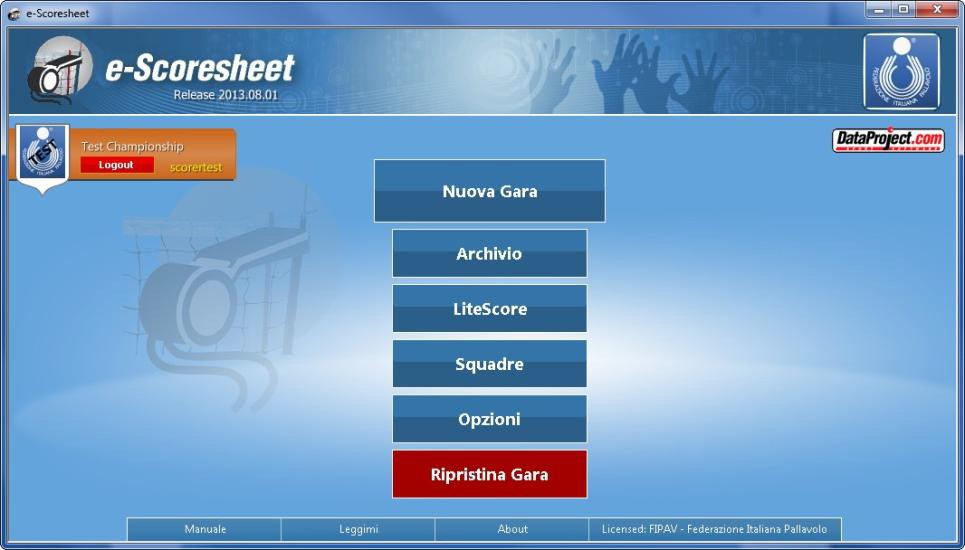 e-Scoresheet
e-Scoresheet
Release 2013.08.01
FEDERAZIONE ITALIANA PALLAVOLO
TEST
Test Championship
Logout
scorertest
DataProject.com
Nuova Gara
Archivio
LiteScore
Squadre
Opzioni
Ripristina Gara
Manuale
Leggimi
About
Licensed: FIPAV - Federazione Italiana Pallavolo